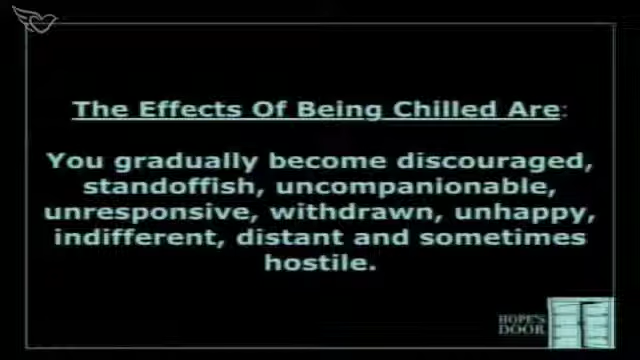 The Effects Of Being Chilled Are:
You gradually become discouraged,
standoffish, uncompanionable,
unresponsive, withdrawn, unhappy,
indifferent, distant and sometimes
hostile.
HOPE'S
DOOR